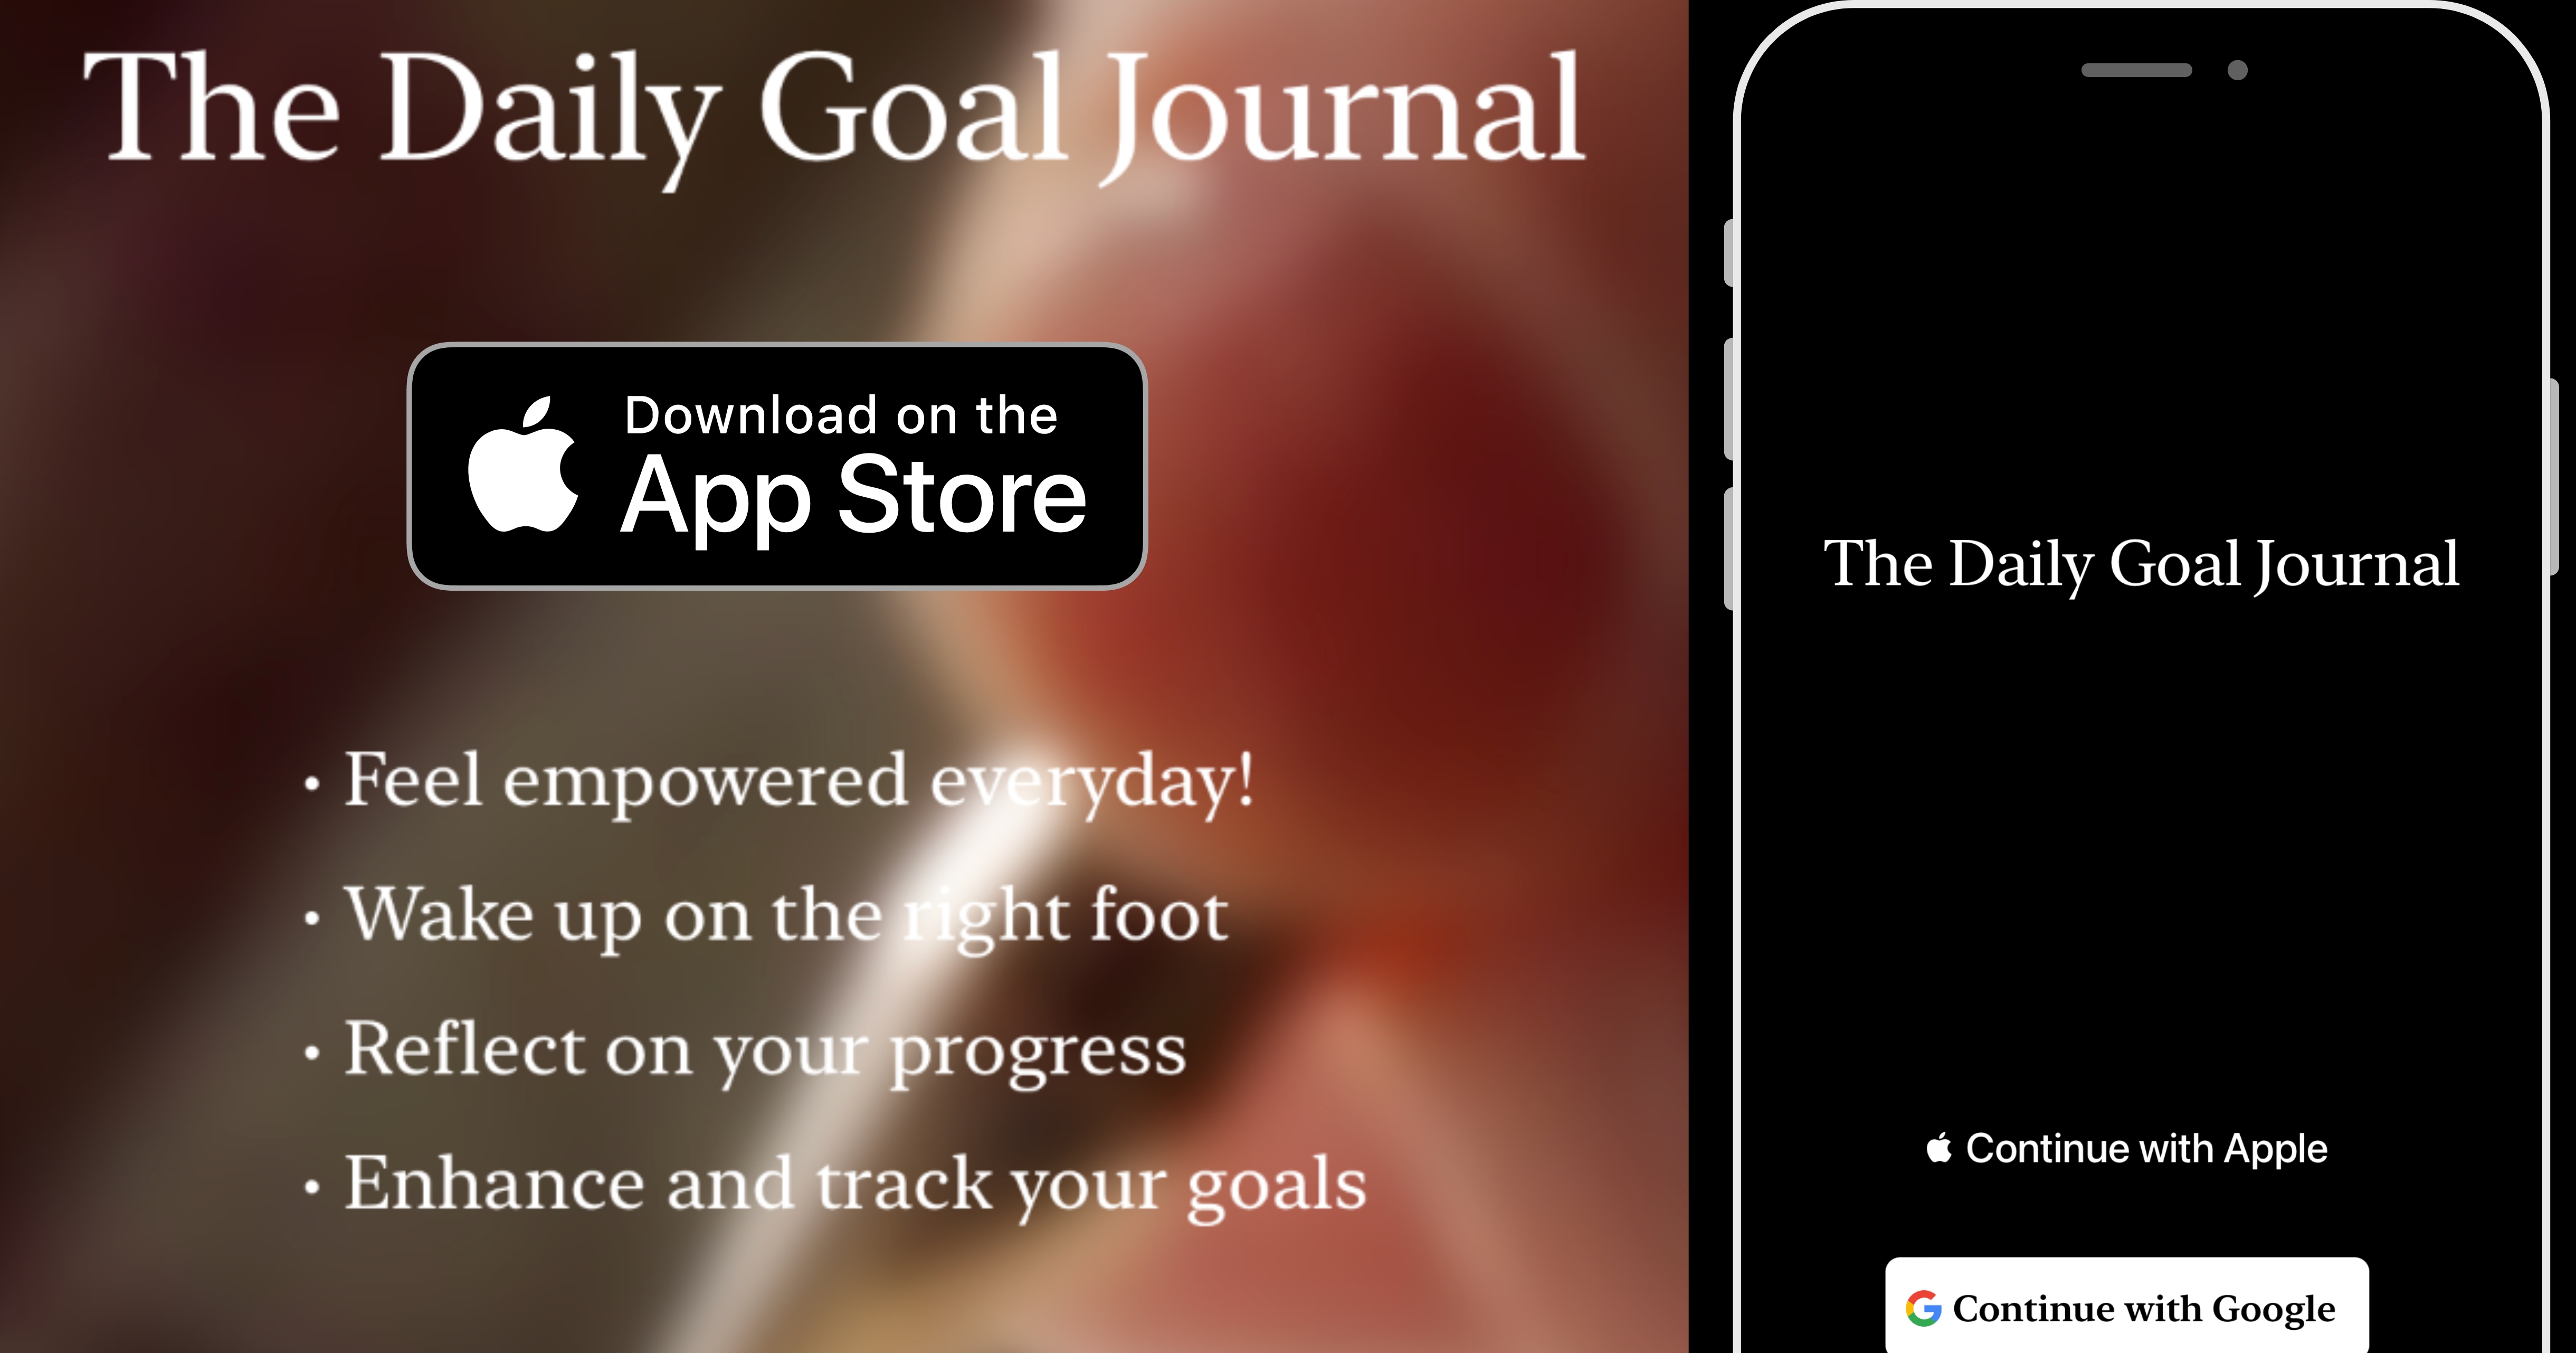 The Daily Goal Journal
Download on the
App Store
• Feel empowered everyday!
• Wake up on the right foot
• Reflect on your progress
• Enhance and track your goals
The Daily Goal Journal
Continue with Apple
Continue with Google